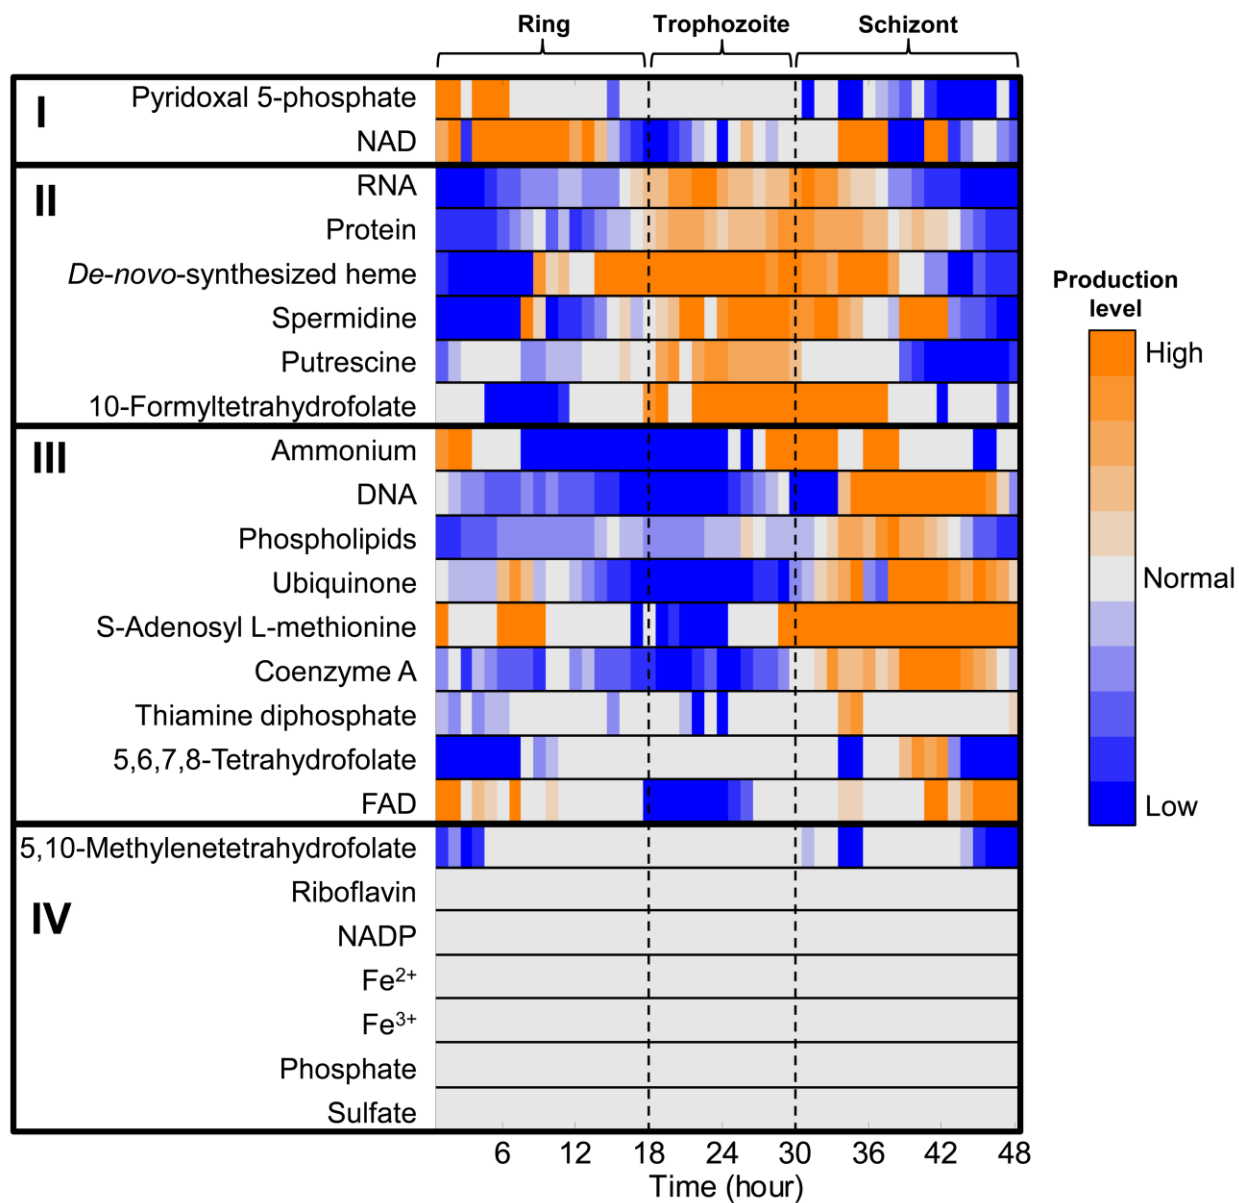 Ring Trophozoite Schizont
I
Pyridoxal 5-phosphate
NAD
II
RNA
Protein
De-novo-synthesized heme
Spermidine
Putrescine
10-Formyltetrahydrofolate
III
Ammonium
DNA
Phospholipids
Ubiquinone
S-Adenosyl L-methionine
Coenzyme A
Thiamine diphosphate
5,6,7,8-Tetrahydrofolate
FAD
IV
5,10-Methylenetetrahydrofolate
Riboflavin
NADP
Fe²⁺
Fe³⁺
Phosphate
Sulfate
6 12 18 24 30 36 42 48
Time (hour)
Production
level
High
Normal
Low